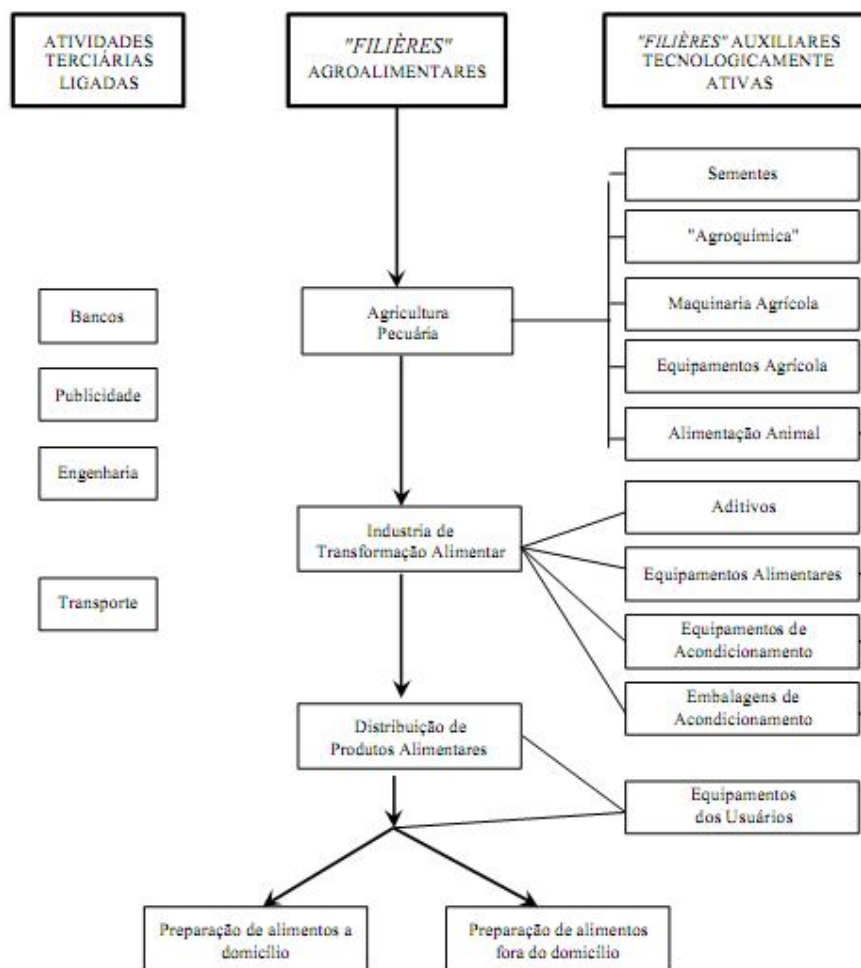 ATIVIDADES
TERCIÁRIAS
LIGADAS
"FILIÈRES"
AGROALIMENTARES
"FILIÈRES" AUXILIARES
TECNOLOGICAMENTE
ATIVAS
Sementes
"Agroquímica"
Bancos
Agricultura
Pecuária
Maquinaria Agrícola
Publicidade
Equipamentos Agrícola
Engenharia
Alimentação Animal
Industria de
Transformação Alimentar
Aditivos
Equipamentos Alimentares
Transporte
Equipamentos de
Acondicionamento
Embalagens de
Acondicionamento
Distribuição de
Produtos Alimentares
Equipamentos
dos Usuários
Preparação de alimentos a
domicílio
Preparação de alimentos
fora do domicílio